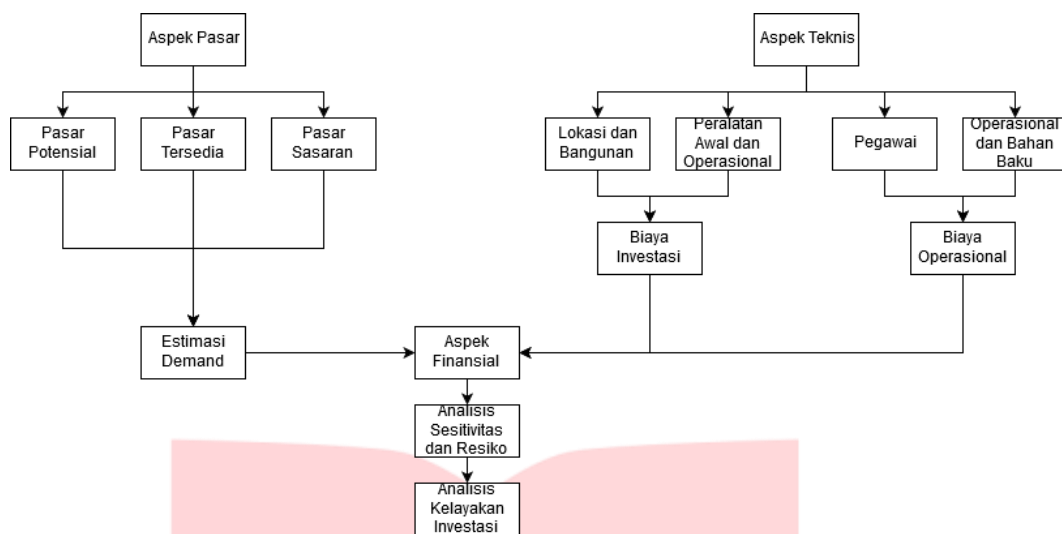 Aspek Pasar
Aspek Teknis
Pasar
Potensial
Pasar
Tersedia
Pasar
Sasaran
Lokasi dan
Bangunan
Peralatan
Awal dan
Operasional
Pegawai
Operasional
dan Bahan
Baku
Biaya
Investasi
Biaya
Operasional
Estimasi
Demand
Aspek
Finansial
Analisis
Sesitivitas
dan Resiko
Analisis
Kelayakan
Investasi